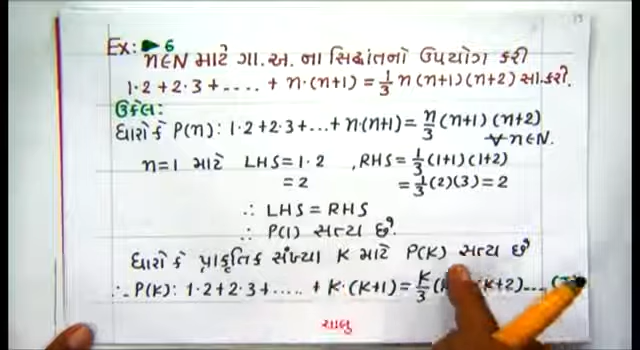 Ex: 6
n∈N માટે ગા.અ. ના સિદ્ધાંતનો ઉપયોગ કરી
1·2+2·3+....+ n·(n+1) = 1/3 n(n+1)(n+2) સા.કરો.
ઉકેલ:
ધારો કે P(n): 1·2+2·3+...+n·(n+1) = n/3 (n+1)(n+2)
∀ n∈N.
n=1 માટે LHS = 1·2 , RHS = 1/3 (1+1)(1+2)
= 2 = 1/3 (2)(3) = 2
∴ LHS = RHS
∴ P(1) સત્ય છે.
ધારો કે પ્રાકૃતિક સંખ્યા K માટે P(K) સત્ય છે
∴ P(K): 1·2+2·3+.....+ K·(K+1) = K/3 ( K+2)...
ચાલુ